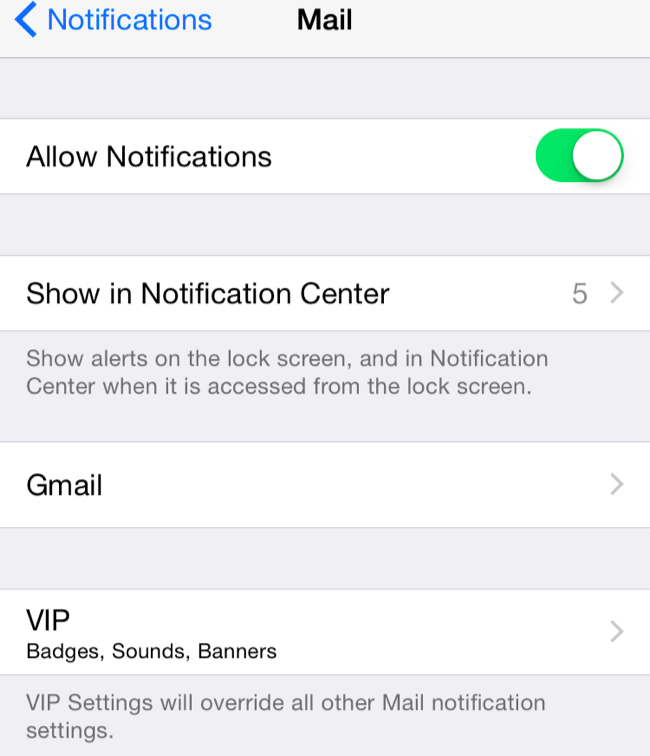 Notifications Mail
Allow Notifications
Show in Notification Center 5
Show alerts on the lock screen, and in Notification
Center when it is accessed from the lock screen.
Gmail
VIP
Badges, Sounds, Banners
VIP Settings will override all other Mail notification
settings.